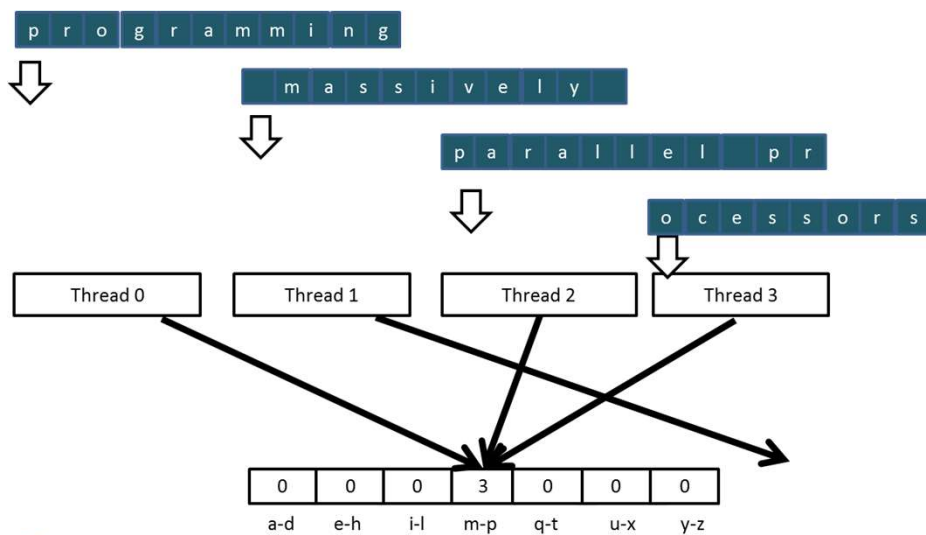 p r o g r a m m i n g
m a s s i v e l y
p a r a l l e l p r
o c e s s o r s
Thread 0 Thread 1 Thread 2 Thread 3
0 0 0 3 0 0 0
a-d e-h i-l m-p q-t u-x y-z